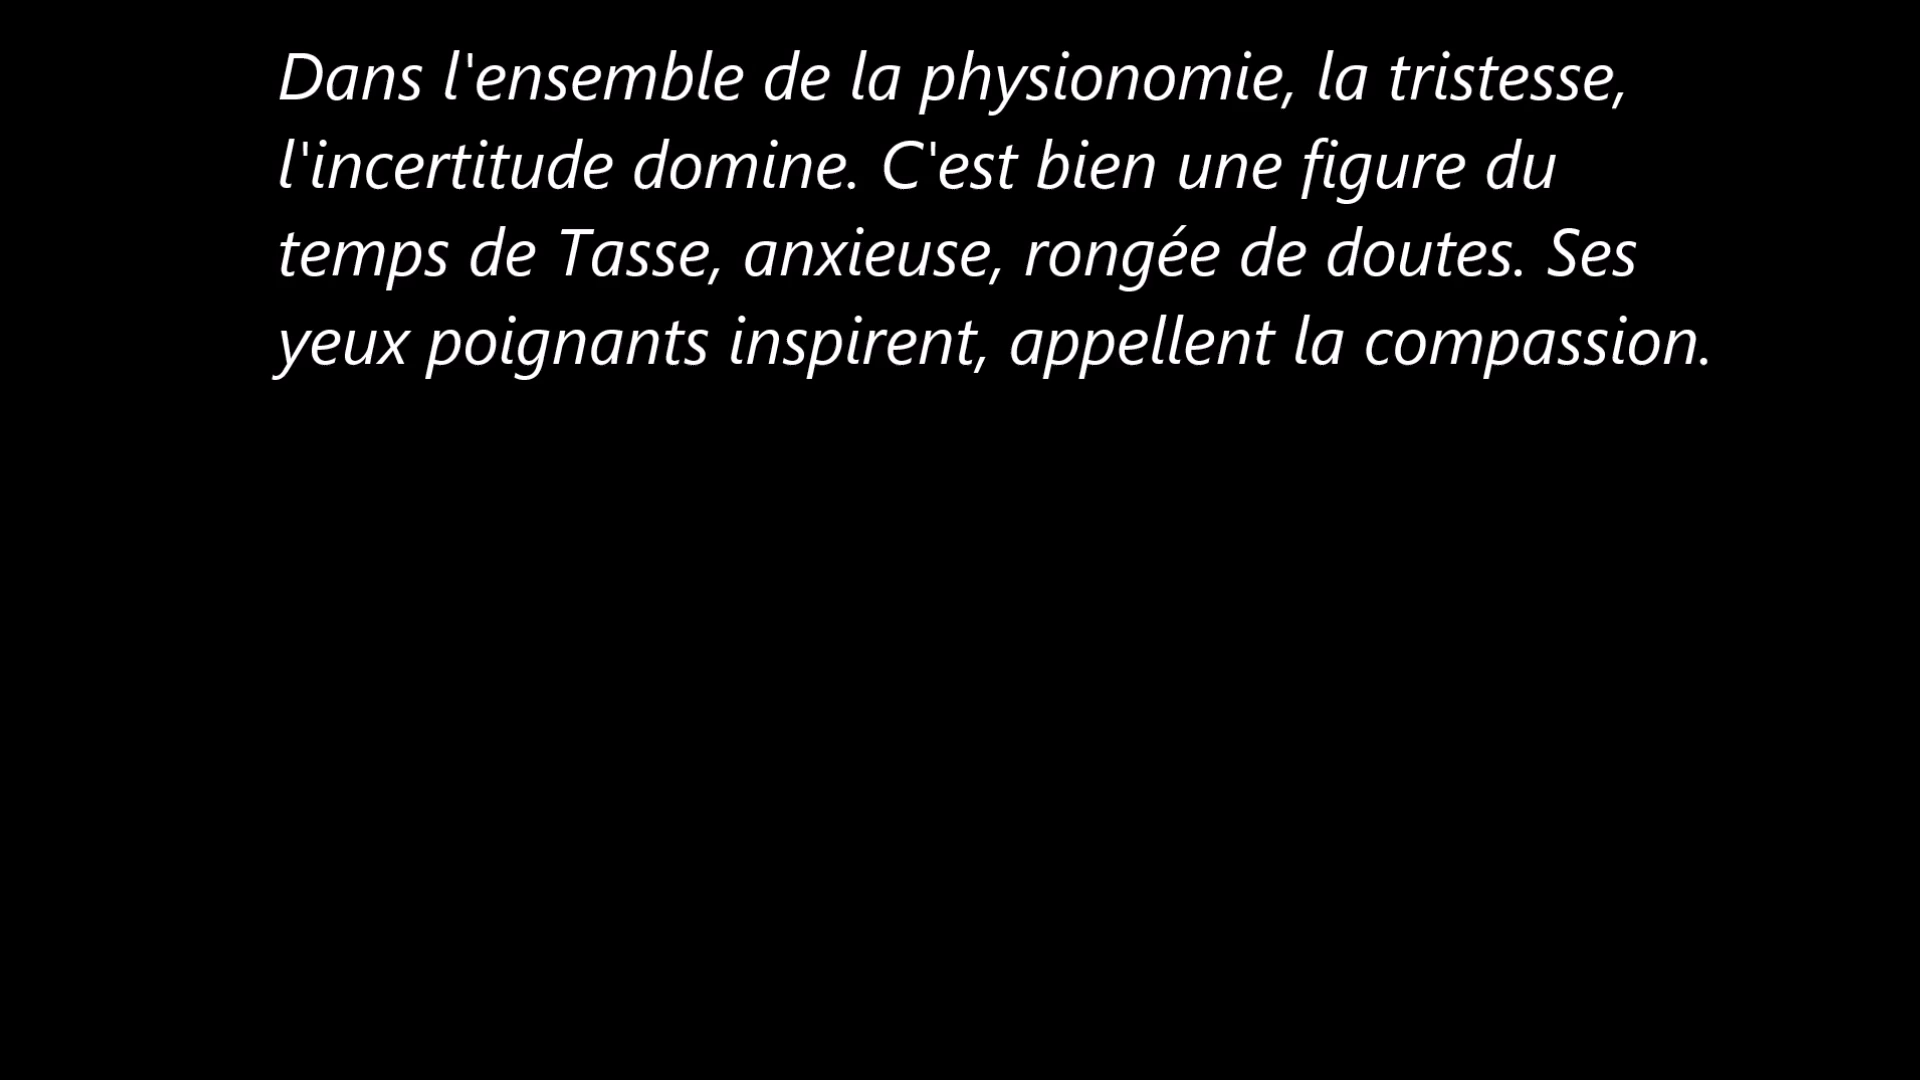 Dans l'ensemble de la physionomie, la tristesse,
l'incertitude domine. C'est bien une figure du
temps de Tasse, anxieuse, rongée de doutes. Ses
yeux poignants inspirent, appellent la compassion.